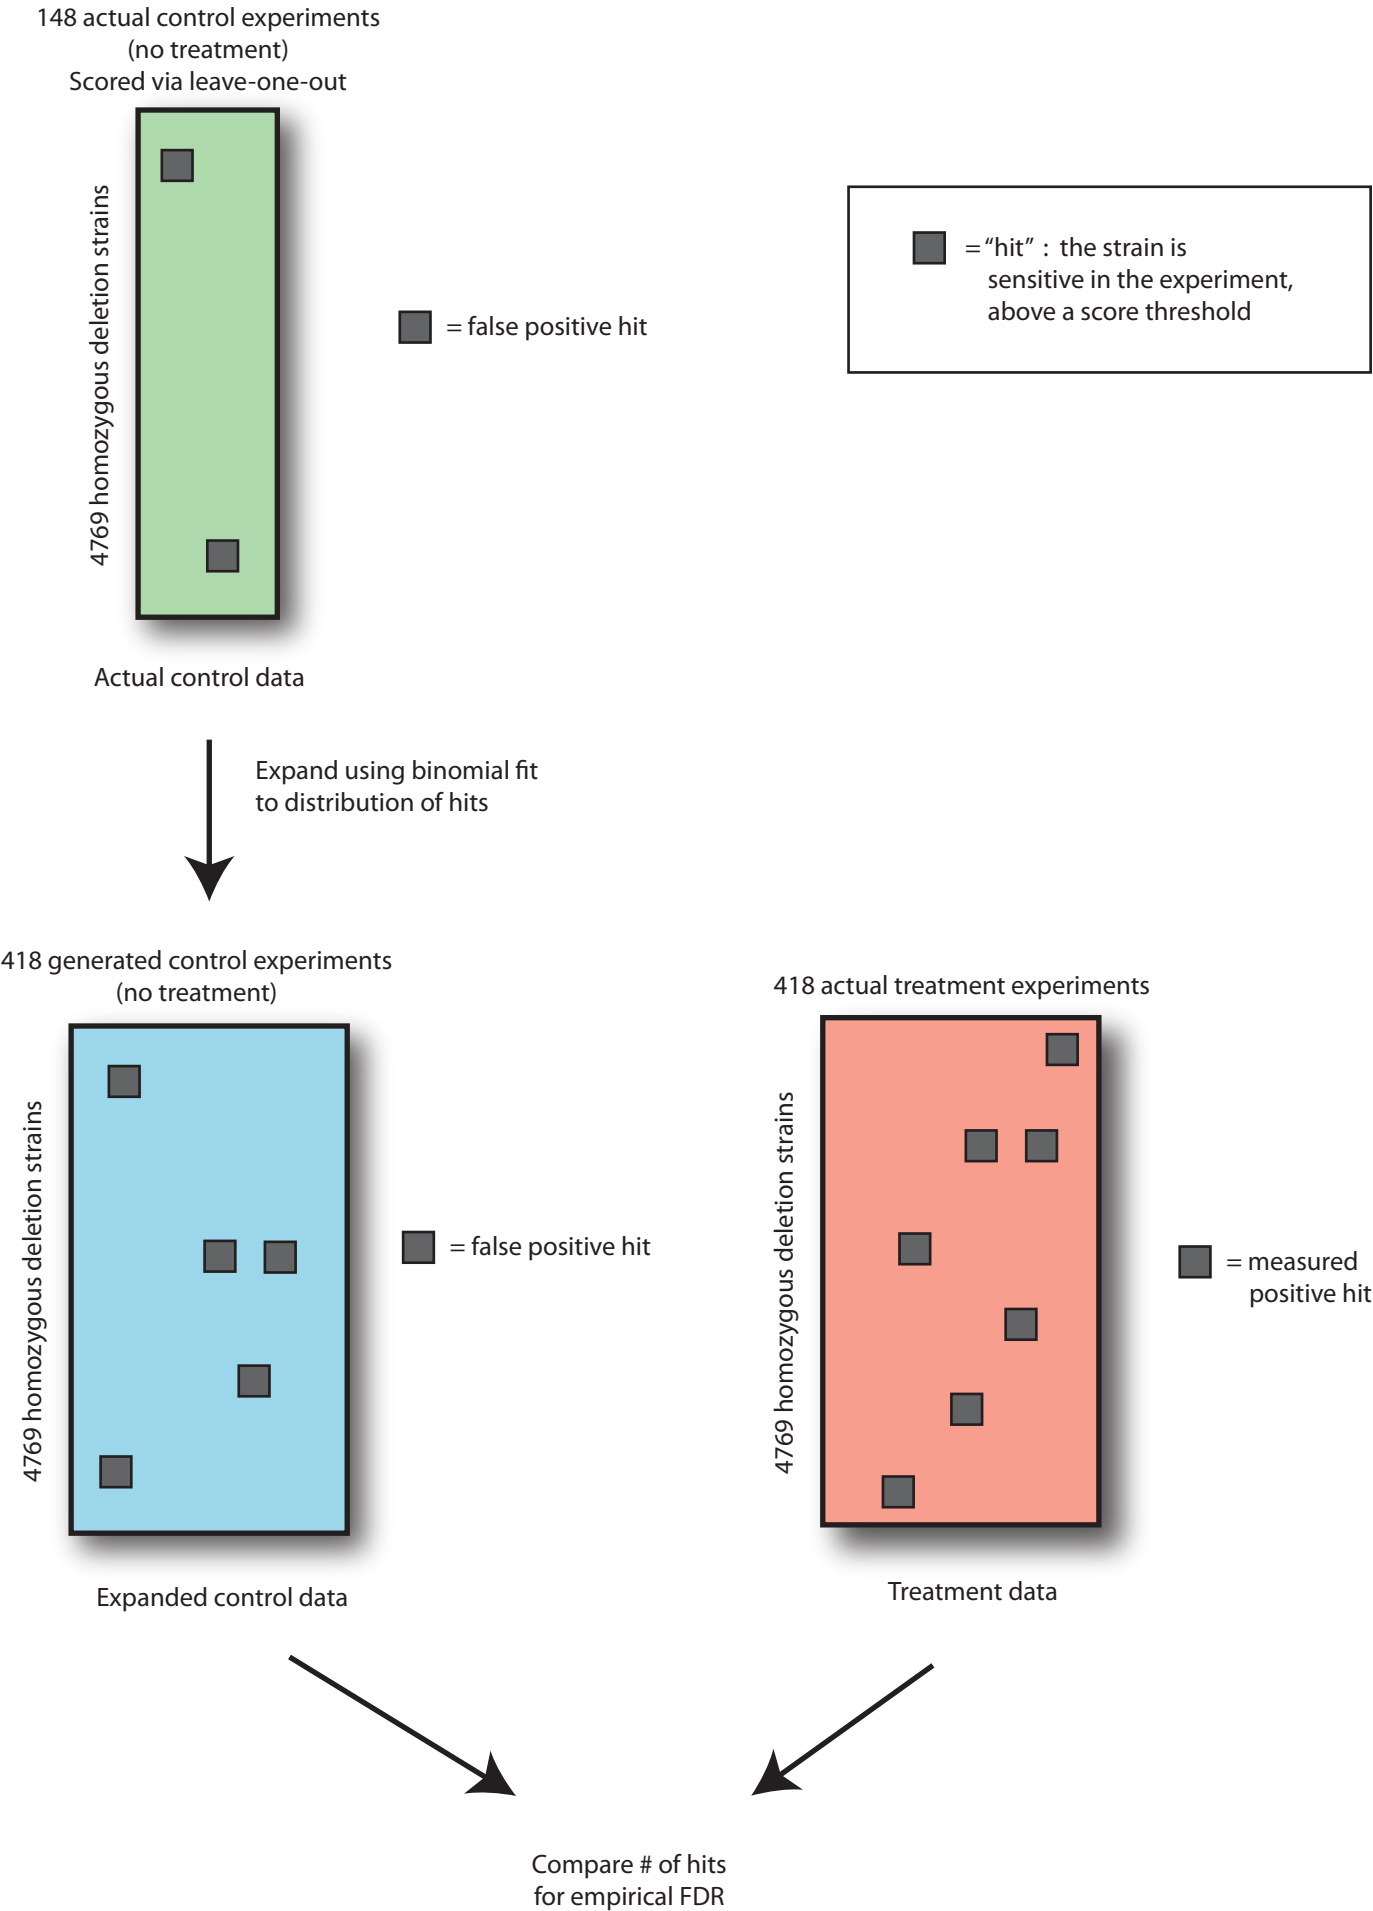 148 actual control experiments
(no treatment)
Scored via leave-one-out
4769 homozygous deletion strains
= false positive hit
= “hit” : the strain is
sensitive in the experiment,
above a score threshold
Actual control data
Expand using binomial fit
to distribution of hits
418 generated control experiments
(no treatment)
4769 homozygous deletion strains
= false positive hit
Expanded control data
418 actual treatment experiments
4769 homozygous deletion strains
= measured
positive hit
Treatment data
Compare # of hits
for empirical FDR